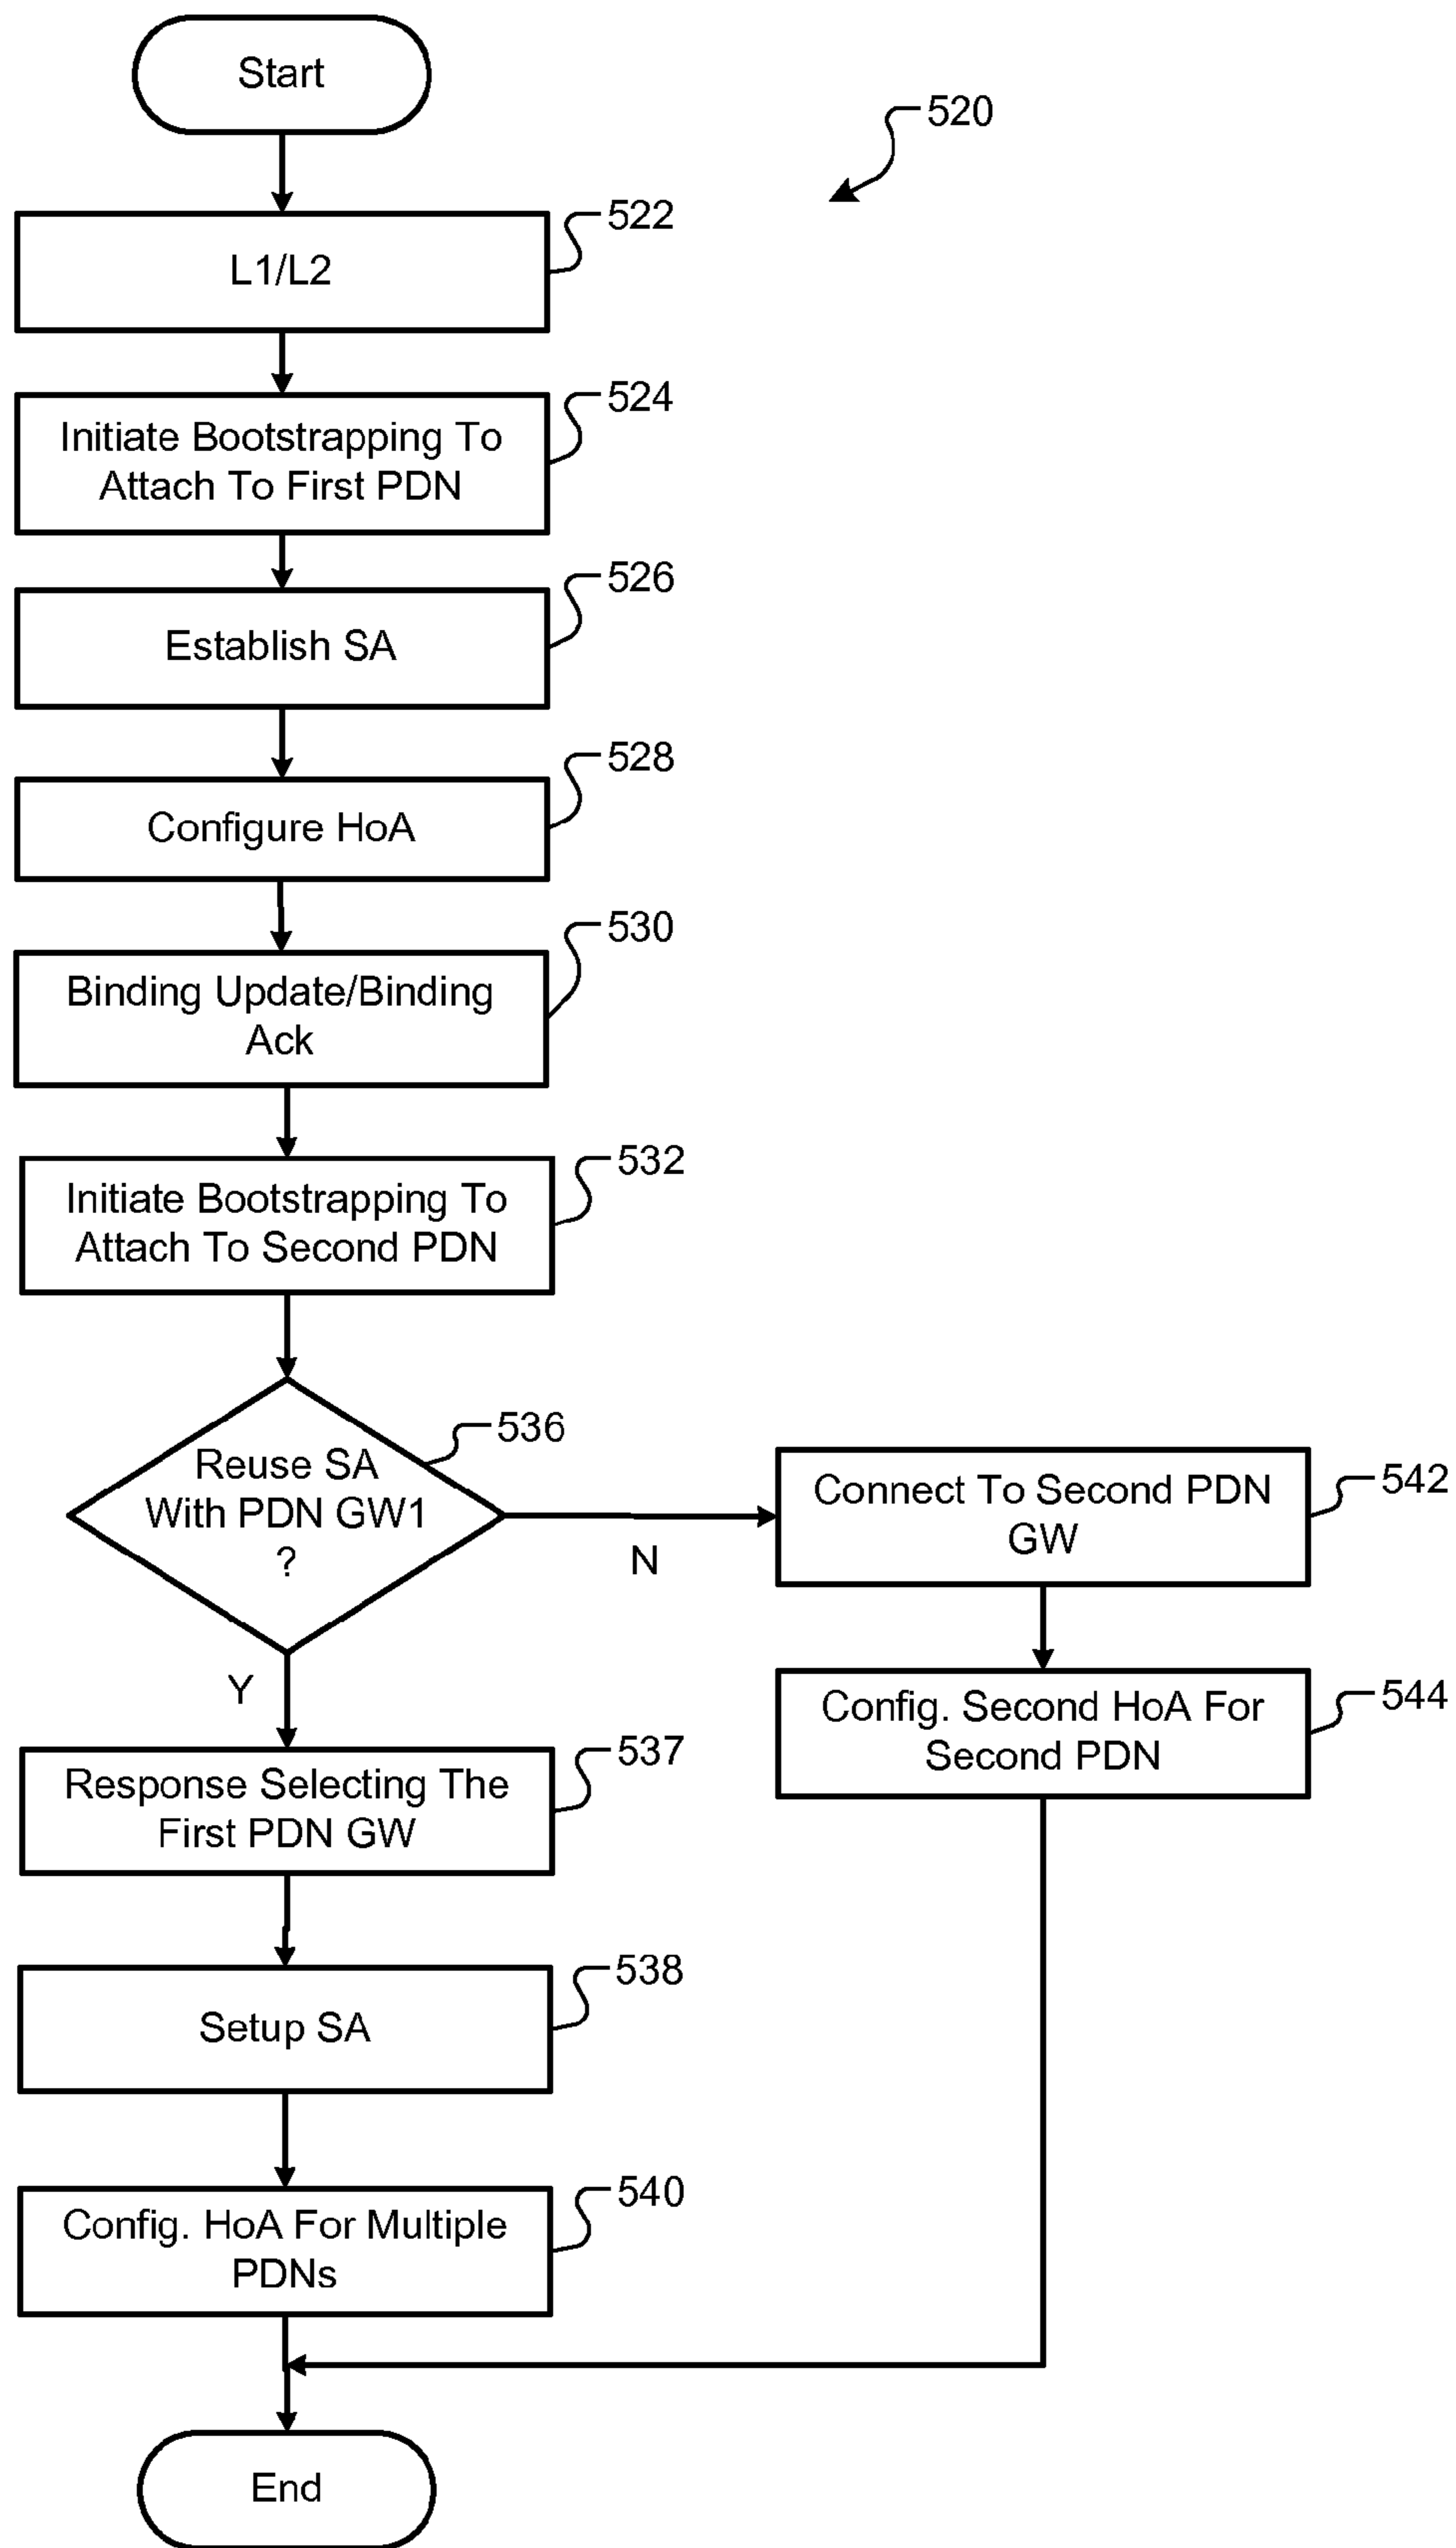 Start
520
L1/L2
522
Initiate Bootstrapping To
Attach To First PDN
524
Establish SA
526
Configure HoA
528
Binding Update/Binding
Ack
530
Initiate Bootstrapping To
Attach To Second PDN
532
Reuse SA
With PDN GW1
?
536
N
Y
Connect To Second PDN
GW
542
Config. Second HoA For
Second PDN
544
Response Selecting The
First PDN GW
537
Setup SA
538
Config. HoA For Multiple
PDNs
540
End